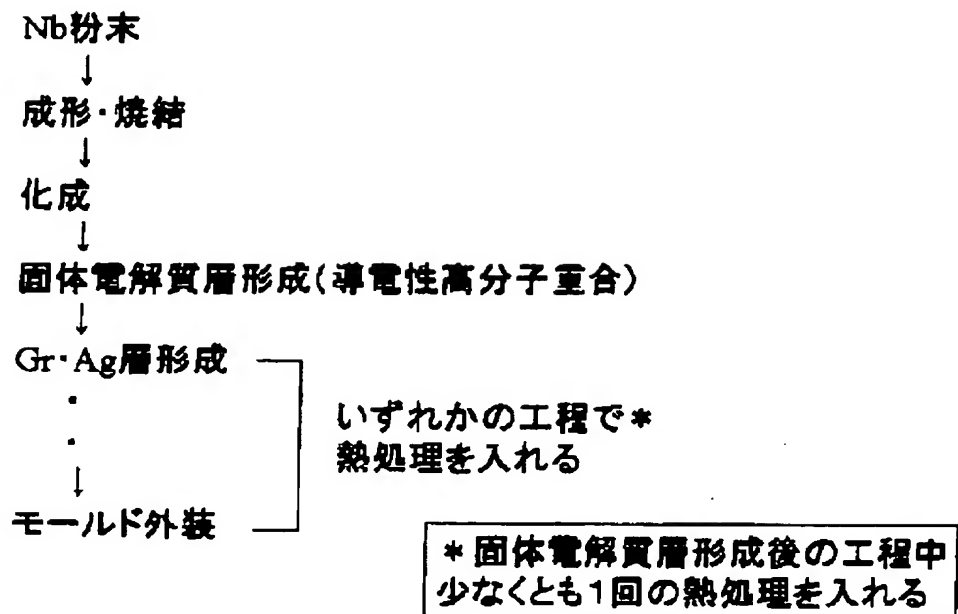 Nb粉末
↓
成形・焼結
↓
化成
↓
固体電解質層形成(導電性高分子重合)
↓
Gr・Ag層形成
・
・
↓
モールド外装
いずれかの工程で*
熱処理を入れる
*固体電解質層形成後の工程中
少なくとも1回の熱処理を入れる